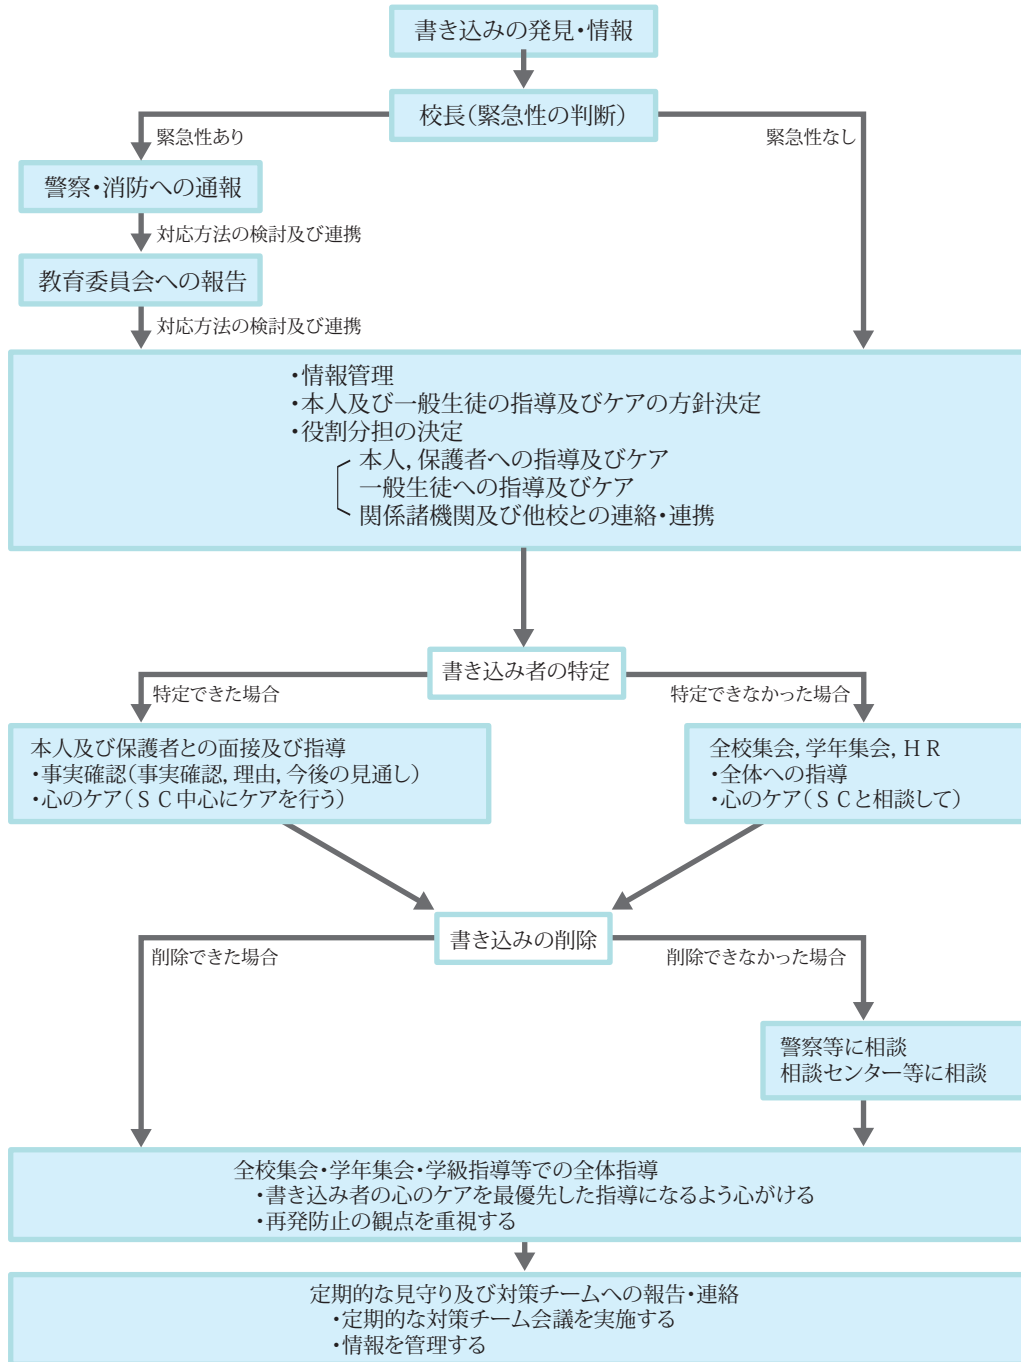 書き込みの発見・情報
校長(緊急性の判断)
緊急性あり
緊急性なし
警察・消防への通報
対応方法の検討及び連携
教育委員会への報告
対応方法の検討及び連携
・情報管理
・本人及び一般生徒の指導及びケアの方針決定
・役割分担の決定
本人，保護者への指導及びケア
一般生徒への指導及びケア
関係諸機関及び他校との連絡・連携
書き込み者の特定
特定できた場合
特定できなかった場合
本人及び保護者との面接及び指導
・事実確認(事実確認，理由，今後の見通し)
・心のケア(ＳＣ中心にケアを行う)
全校集会，学年集会，ＨＲ
・全体への指導
・心のケア(ＳＣと相談して)
書き込みの削除
削除できた場合
削除できなかった場合
警察等に相談
相談センター等に相談
全校集会・学年集会・学級指導等での全体指導
・書き込み者の心のケアを最優先した指導になるよう心がける
・再発防止の観点を重視する
定期的な見守り及び対策チームへの報告・連絡
・定期的な対策チーム会議を実施する
・情報を管理する